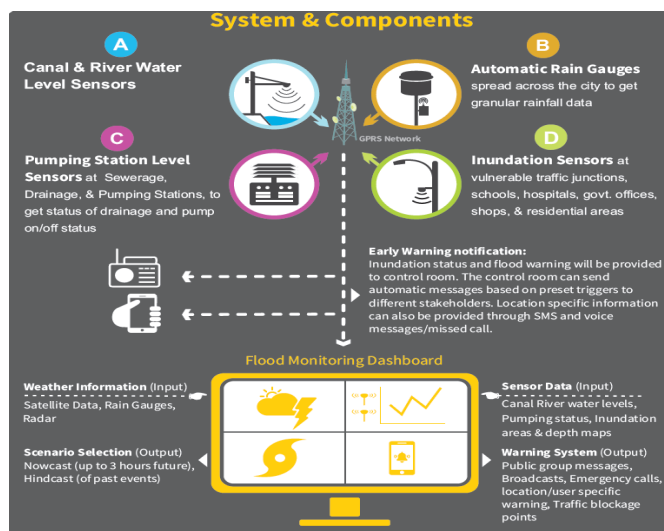 System & Components
A
Canal & River Water
Level Sensors
B
Automatic Rain Gauges
spread across the city to get
granular rainfall data
GPRS Network
C
Pumping Station Level
Sensors at Sewerage,
Drainage, & Pumping Stations, to
get status of drainage and pump
on/off status
D
Inundation Sensors at
vulnerable traffic junctions,
schools, hospitals, govt. offices,
shops, & residential areas
Early Warning notification:
Inundation status and flood warning will be provided
to control room. The control room can send
automatic messages based on preset triggers to
different stakeholders. Location specific information
can also be provided through SMS and voice
messages/missed call.
Flood Monitoring Dashboard
Weather Information (Input)
Satellite Data, Rain Gauges,
Radar
Scenario Selection (Output)
Nowcast (up to 3 hours future),
Hindcast (of past events)
Sensor Data (Input)
Canal River water levels,
Pumping status, Inundation
areas & depth maps
Warning System (Output)
Public group messages,
Broadcasts, Emergency calls,
location/user specific
warning, Traffic blockage
points